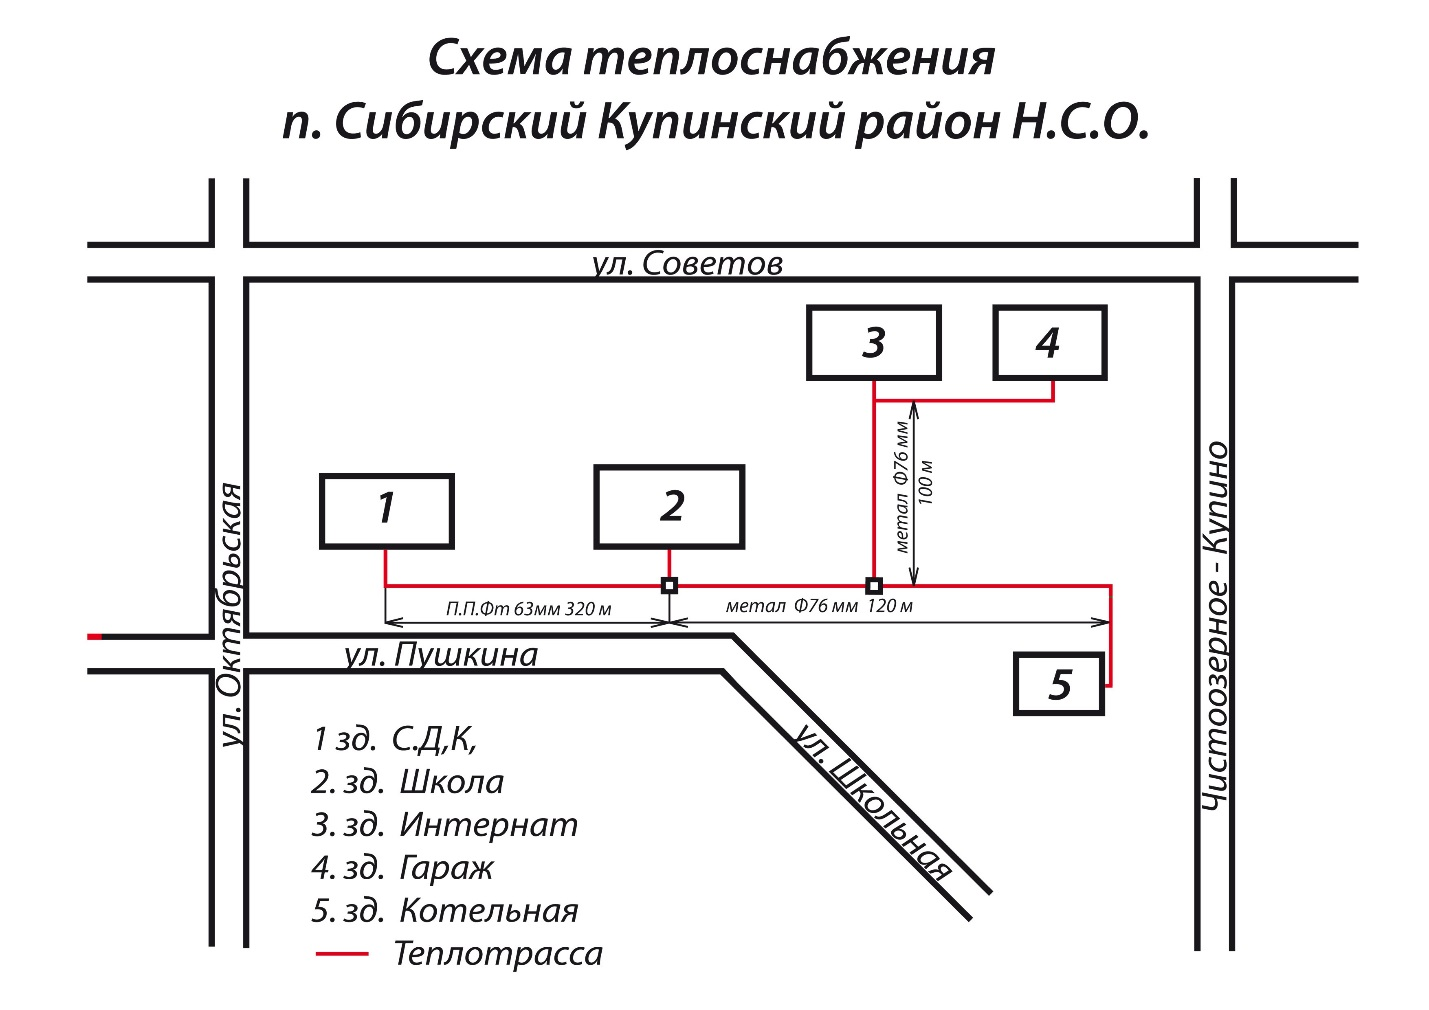 Схема теплоснабжения
п. Сибирский Купинский район Н.С.О.
ул. Советов
3
4
метал Ф76 мм
100 м
1
2
П.П.Фт 63мм 320 м
метал Ф76 мм 120 м
5
ул. Октябрьская
ул. Пушкина
ул. Школьная
Чистоозерное - Купино
1 зд. С.Д,К,
2. зд. Школа
3. зд. Интернат
4. зд. Гараж
5. зд. Котельная
Теплотрасса